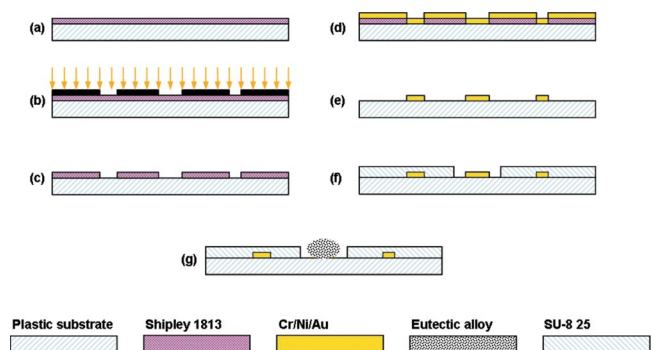 (a)
(b)
(c)
(d)
(e)
(f)
(g)
Plastic substrate
Shipley 1813
Cr/Ni/Au
Eutectic alloy
SU-8 25